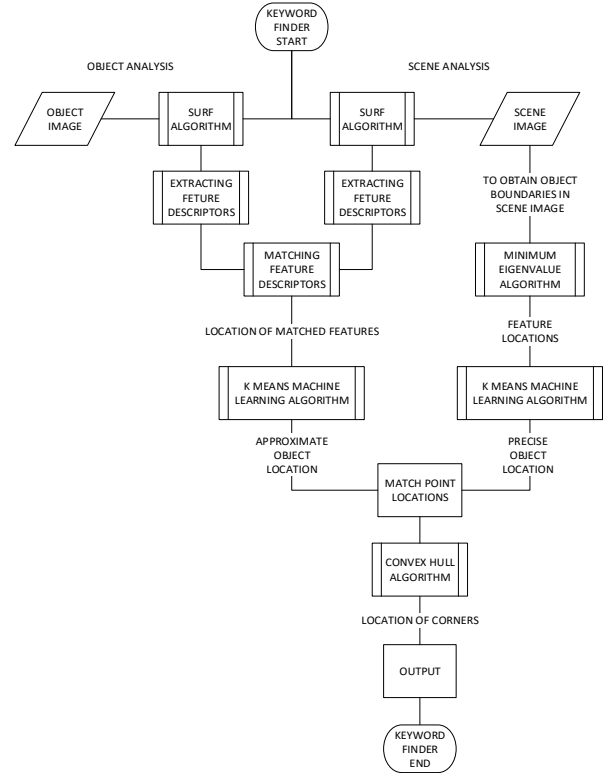 KEYWORD
FINDER
START
OBJECT ANALYSIS
SCENE ANALYSIS
OBJECT
IMAGE
SURF
ALGORITHM
SURF
ALGORITHM
SCENE
IMAGE
EXTRACTING
FETURE
DESCRIPTORS
EXTRACTING
FETURE
DESCRIPTORS
TO OBTAIN OBJECT
BOUNDARIES IN
SCENE IMAGE
MATCHING
FEATURE
DESCRIPTORS
MINIMUM
EIGENVALUE
ALGORITHM
LOCATION OF MATCHED FEATURES
FEATURE
LOCATIONS
K MEANS MACHINE
LEARNING ALGORITHM
K MEANS MACHINE
LEARNING ALGORITHM
APPROXIMATE
OBJECT
LOCATION
PRECISE
OBJECT
LOCATION
MATCH POINT
LOCATIONS
CONVEX HULL
ALGORITHM
LOCATION OF CORNERS
OUTPUT
KEYWORD
FINDER
END